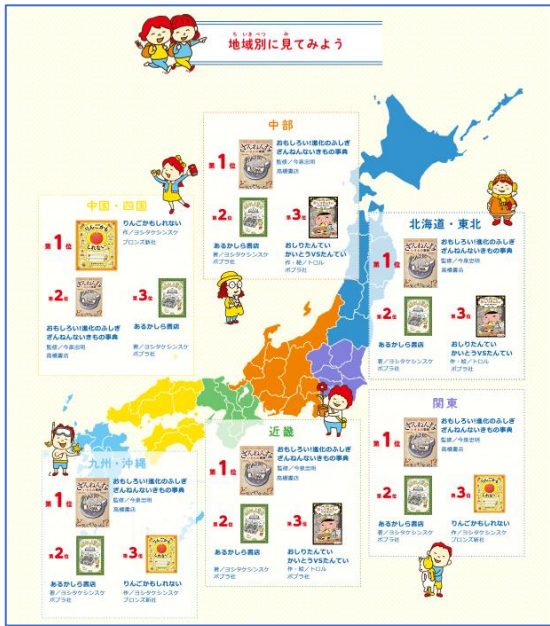 ちいきべつ み
地域別に見てみよう
中部
第1位
おもしろい!進化のふしぎ
ざんねんないきもの事典
監修/今泉忠明
高橋書店
第2位
あるかしら書店
著/ヨシタケシンスケ
ポプラ社
第3位
おしりたんてい
かいとうVSたんてい
作・絵/トロル
ポプラ社
中国・四国
第1位
りんごかもしれない
作/ヨシタケシンスケ
ブロンズ新社
第2位
おもしろい!進化のふしぎ
ざんねんないきもの事典
監修/今泉忠明
高橋書店
第3位
あるかしら書店
著/ヨシタケシンスケ
ポプラ社
北海道・東北
第1位
おもしろい!進化のふしぎ
ざんねんないきもの事典
監修/今泉忠明
高橋書店
第2位
あるかしら書店
著/ヨシタケシンスケ
ポプラ社
第3位
おしりたんてい
かいとうVSたんてい
作・絵/トロル
ポプラ社
関東
第1位
おもしろい!進化のふしぎ
ざんねんないきもの事典
監修/今泉忠明
高橋書店
第2位
あるかしら書店
著/ヨシタケシンスケ
ポプラ社
第3位
りんごかもしれない
作/ヨシタケシンスケ
ブロンズ新社
近畿
第1位
おもしろい!進化のふしぎ
ざんねんないきもの事典
監修/今泉忠明
高橋書店
第2位
あるかしら書店
著/ヨシタケシンスケ
ポプラ社
第3位
おしりたんてい
かいとうVSたんてい
作・絵/トロル
ポプラ社
九州・沖縄
第1位
おもしろい!進化のふしぎ
ざんねんないきもの事典
監修/今泉忠明
高橋書店
第2位
あるかしら書店
著/ヨシタケシンスケ
ポプラ社
第3位
りんごかもしれない
作/ヨシタケシンスケ
ブロンズ新社